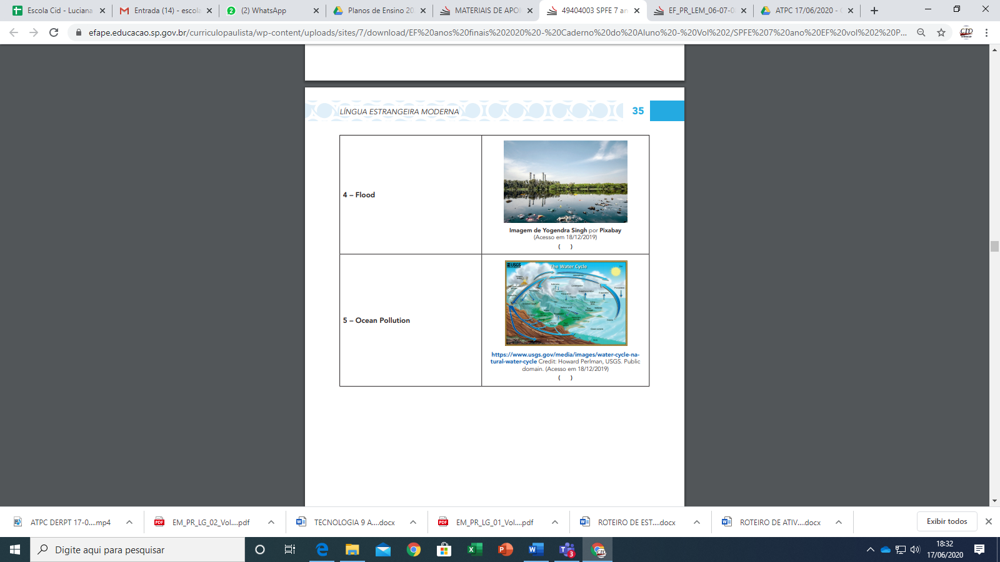 Escola Cid - Luciana
Entrada (14) - escola
(2) WhatsApp
Planos de Ensino 20
MATERIAIS DE APOI
49404003 SPFE 7 an
EF_PR_LEM_06-07-0
ATPC 17/06/2020 -
efape.educacao.sp.gov.br/curriculopaulista/wp-content/uploads/sites/7/download/EF%20anos%20finais%202020%20-%20Caderno%20do%20Aluno%20-%20Vol%202/SPFE%207%20ano%20EF%20vol%202%20P...
LÍNGUA ESTRANGEIRA MODERNA
35
4 – Flood
Imagem de Yogendra Singh por Pixabay
(Acesso em 18/12/2019)
( )
5 – Ocean Pollution
USGS
The Water Cycle
https://www.usgs.gov/media/images/water-cycle-na-
tural-water-cycle Credit: Howard Perlman, USGS. Public
domain. (Acesso em 18/12/2019)
( )
ATPC DERPT 17-0....mp4
EM_PR_LG_02_Vol....pdf
TECNOLOGIA 9 A....docx
EM_PR_LG_01_Vol....pdf
ROTEIRO DE EST....docx
ROTEIRO DE ATIV....docx
Exibir todos
Digite aqui para pesquisar
3
18:32
17/06/2020